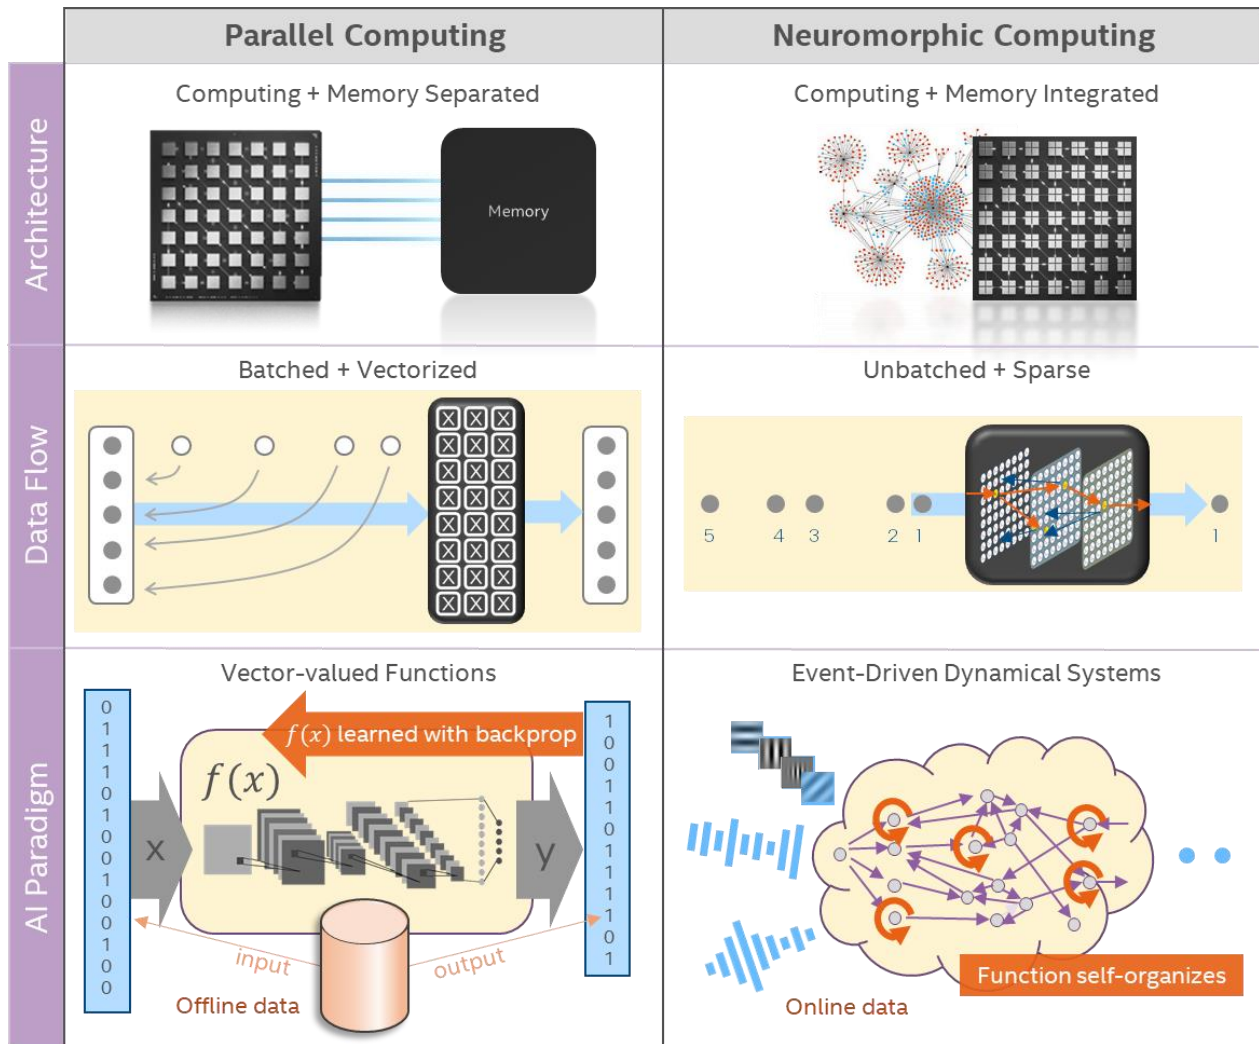 Parallel Computing
Neuromorphic Computing
Architecture
Computing + Memory Separated
Memory
Computing + Memory Integrated
Data Flow
Batched + Vectorized
X X X
X X X
X X X
X X X
X X X
X X X
X X X
X X X
Unbatched + Sparse
5 4 3 2 1 1
AI Paradigm
Vector-valued Functions
f(x) learned with backprop
f(x)
x
y
0
1
1
1
0
1
0
0
0
1
0
0
1
0
0
1
0
0
1
1
0
1
0
1
1
1
1
0
1
input
output
Offline data
Event-Driven Dynamical Systems
Function self-organizes
Online data